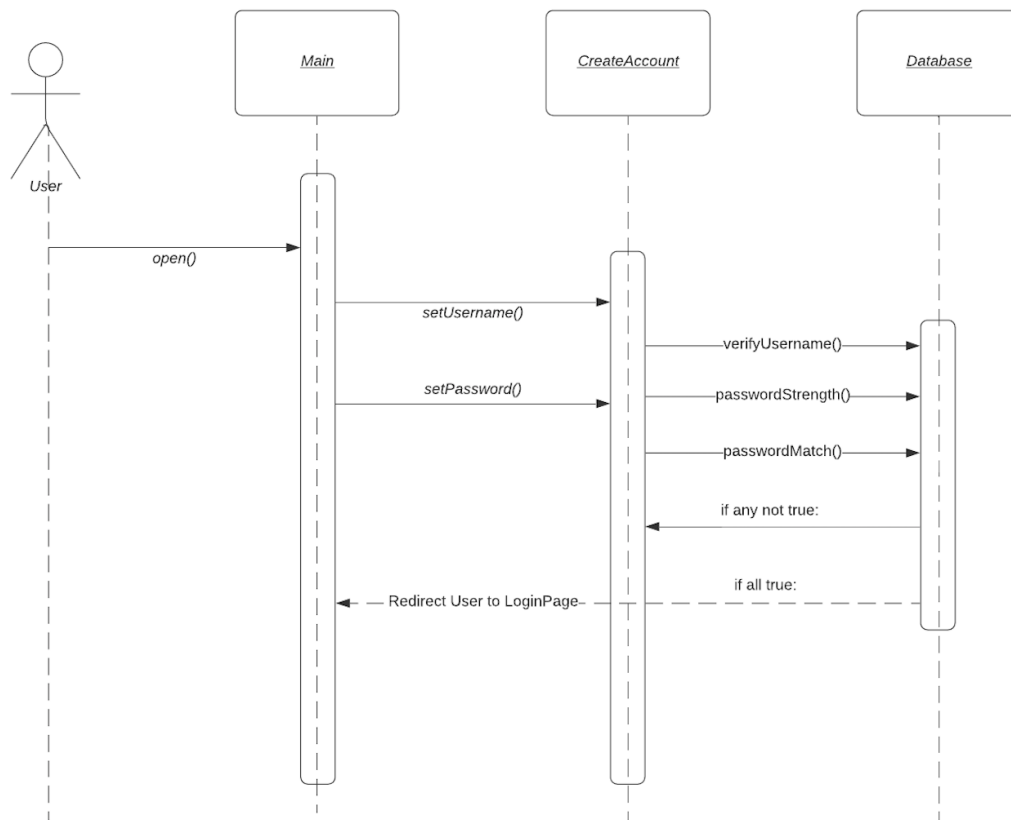 Main
CreateAccount
Database
User
open()
setUsername()
verifyUsername()
setPassword()
passwordStrength()
passwordMatch()
if any not true:
if all true:
Redirect User to LoginPage